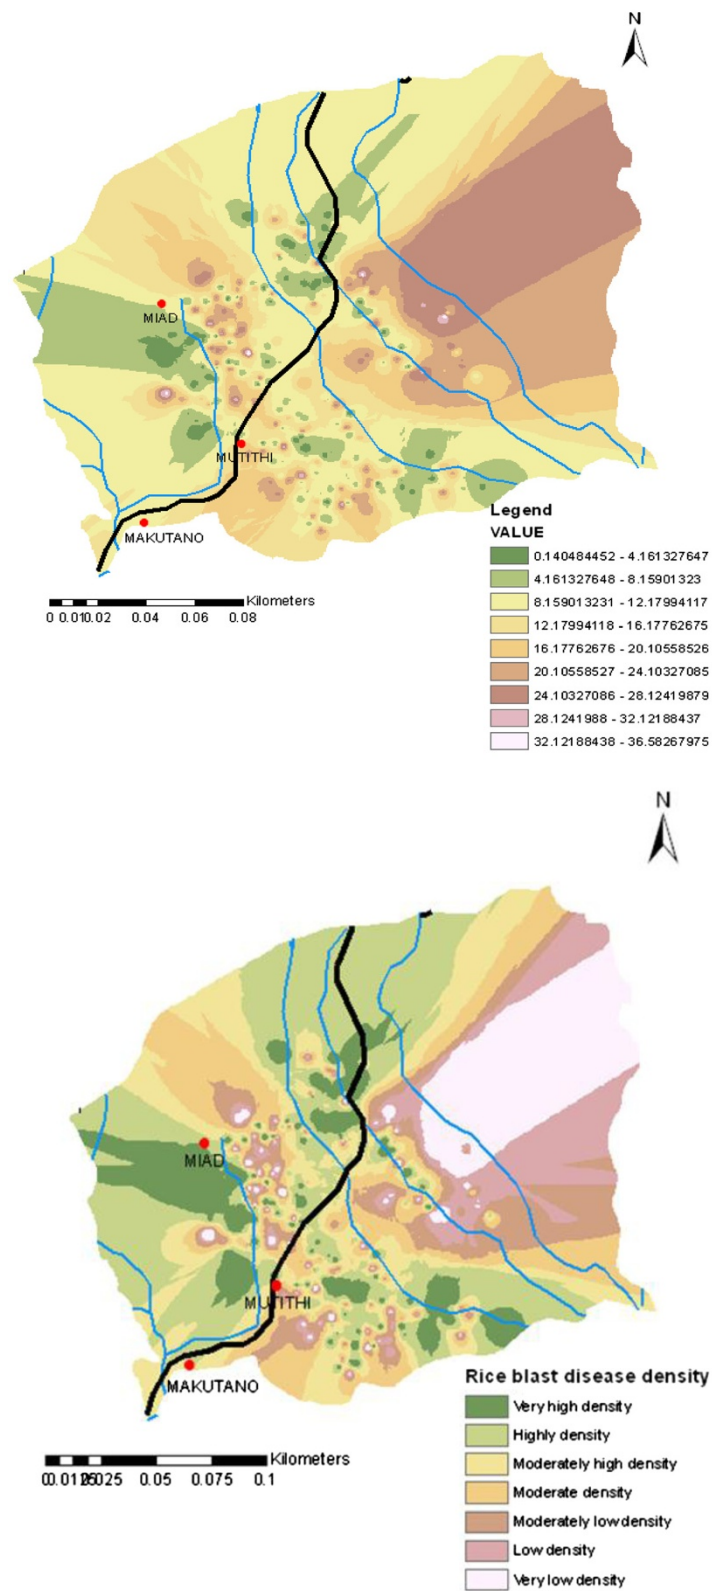 N
MIAD
MUTITHI
MAKUTANO
Kilometers
0 0.010.02 0.04 0.06 0.08
Legend
VALUE
0.140484452 - 4.161327647
4.161327648 - 8.15901323
8.159013231 - 12.17994117
12.17994118 - 16.17762675
16.17762676 - 20.10558526
20.10558527 - 24.10327085
24.10327086 - 28.12419879
28.1241988 - 32.12188437
32.12188438 - 36.58267975
N
MIAD
MUTITHI
MAKUTANO
Kilometers
0.05 0.075 0.1
Rice blast disease density
Very high density
Highly density
Moderately high density
Moderate density
Moderately low density
Low density
Very low density